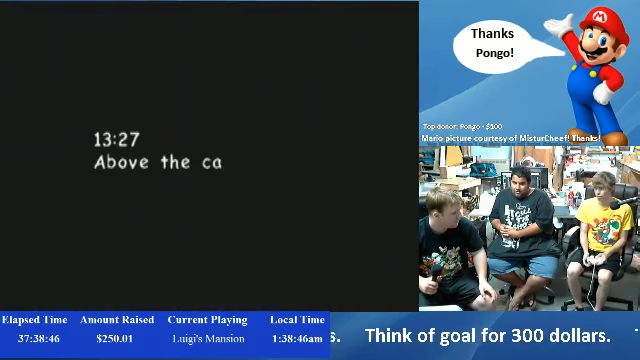 Thanks
Pongo!
13:27
Above the ca
Top donor: Pongo - $100
Mario picture courtesy of MisturCheef! Thanks!
Elapsed Time
Amount Raised
Current Playing
Local Time
37:38:46
$250.01
Luigi's Mansion
1:38:46am
s. Think of goal for 300 dollars.